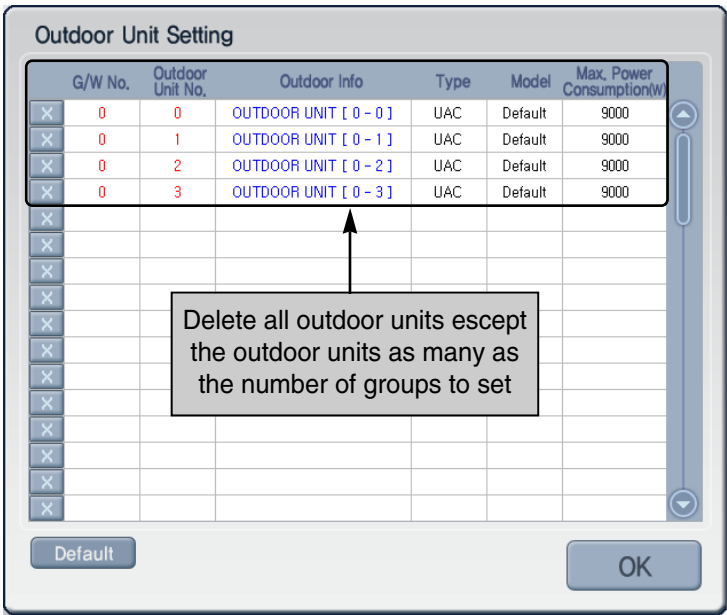 Outdoor Unit Setting
G/W No. Outdoor Unit No. Outdoor Info Type Model Max. Power Consumption(W)
X 0 0 OUTDOOR UNIT [ 0 - 0 ] UAC Default 9000
X 0 1 OUTDOOR UNIT [ 0 - 1 ] UAC Default 9000
X 0 2 OUTDOOR UNIT [ 0 - 2 ] UAC Default 9000
X 0 3 OUTDOOR UNIT [ 0 - 3 ] UAC Default 9000
X
X
X
X
X
X
X
X
X
X
X
X
Delete all outdoor units escept
the outdoor units as many as
the number of groups to set
Default
OK